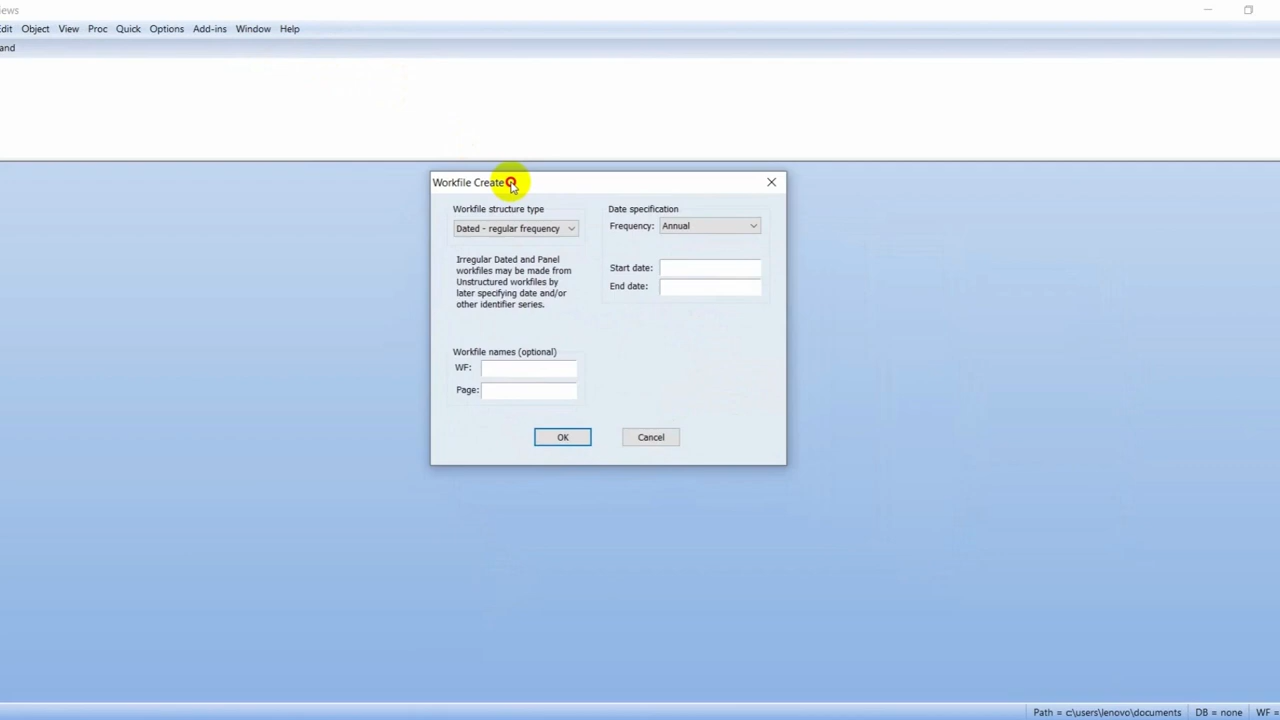 iews
Edit Object View Proc Quick Options Add-ins Window Help
and
Workfile Create
Workfile structure type
Dated - regular frequency
Irregular Dated and Panel
workfiles may be made from
Unstructured workfiles by
later specifying date and/or
other identifier series.
Date specification
Frequency: Annual
Start date:
End date:
Workfile names (optional)
WF:
Page:
OK Cancel
Path = c:\users\lenovo\documents DB = none WF =